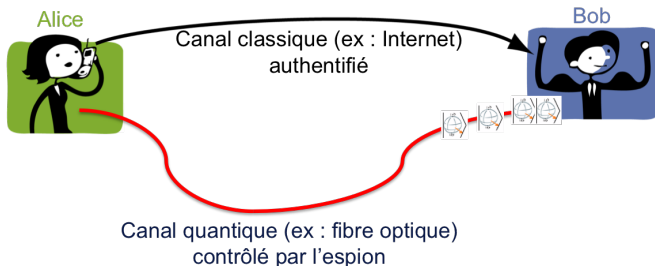 Alice
Bob
Canal classique (ex : Internet)
authentifié
Canal quantique (ex : fibre optique)
contrôlé par l'espion